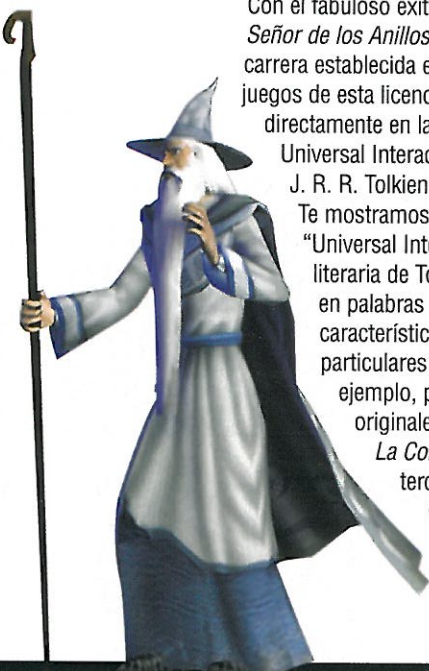 Con el fabuloso éxit
Señor de los Anillos
carrera establecida e
juegos de esta licenc
directamente en la
Universal Interac
J. R. R. Tolkien
Te mostramos
"Universal Int
literaria de To
en palabras
característic
particulares
ejemplo, p
originale
La Co
terc